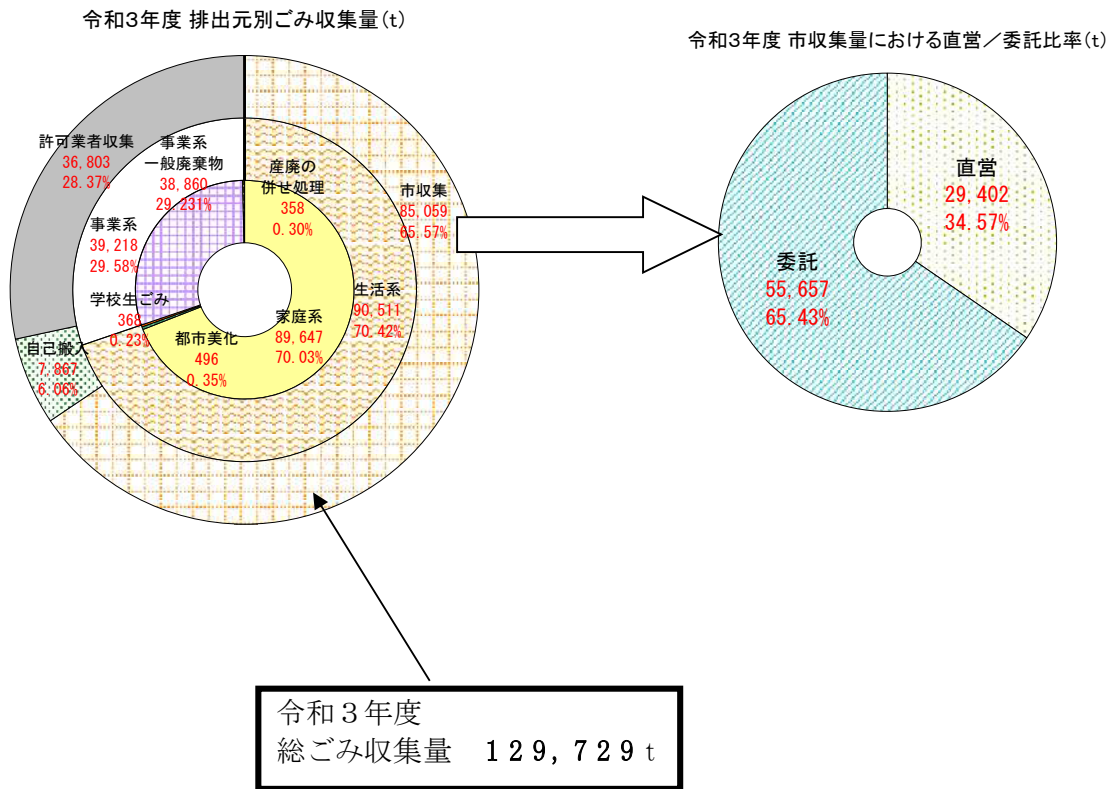 令和3年度 排出元別ごみ収集量(t)
許可業者収集
36,803
28.37%
事業系
一般廃棄物
38,860
29.231%
産廃の
併せ処理
358
0.30%
市収集
85,059
65.57%
事業系
39,218
29.58%
生活系
90,511
70.42%
学校生ごみ
368
0.23%
家庭系
89,647
70.03%
都市美化
496
0.35%
自己搬入
7,867
6.06%
令和3年度 市収集量における直営／委託比率(t)
直営
29,402
34.57%
委託
55,657
65.43%
令和３年度
総ごみ収集量　１２９,７２９ｔ